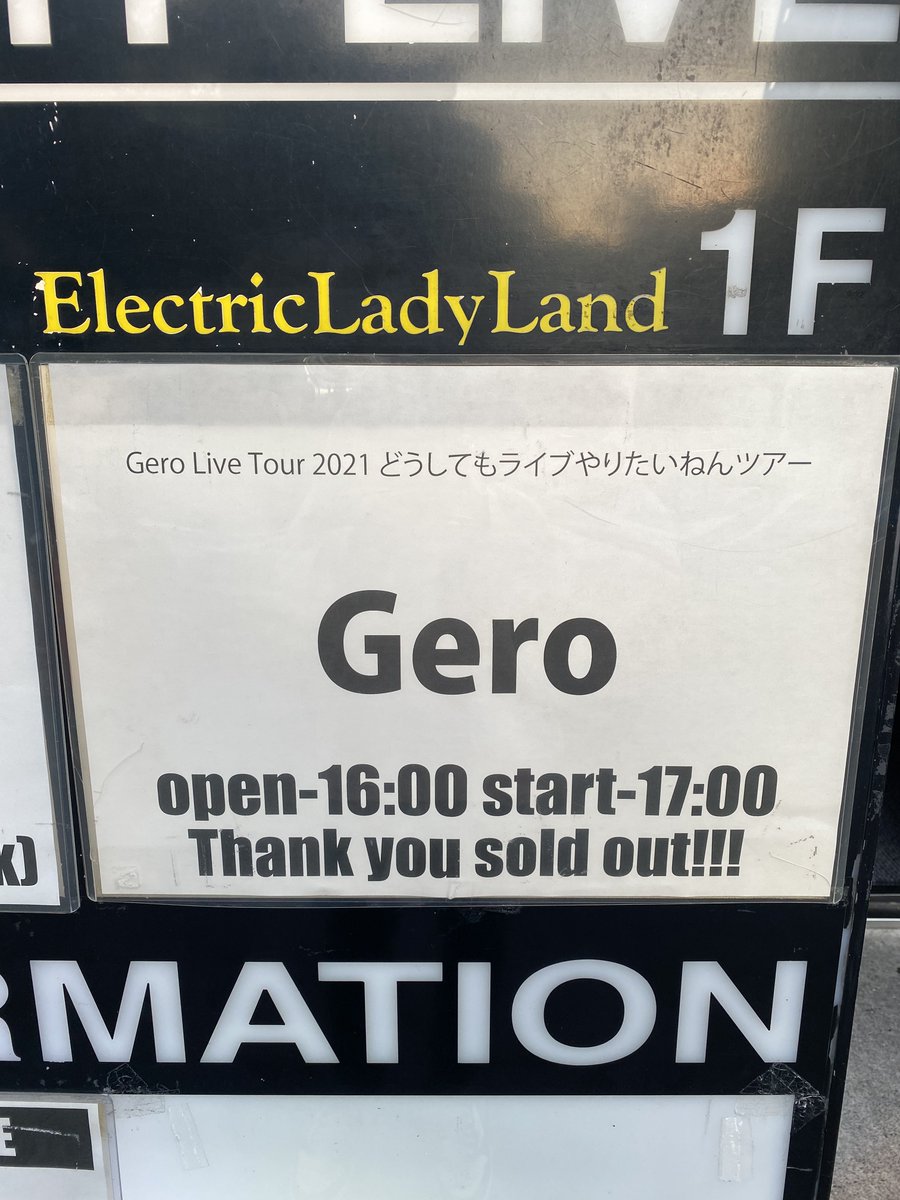 LIVE
ElectricLadyLand 1F
Gero Live Tour 2021 どうしてもライブやりたいねんツアー
Gero
open-16:00 start-17:00
Thank you sold out!!!
k)
RMATION
E